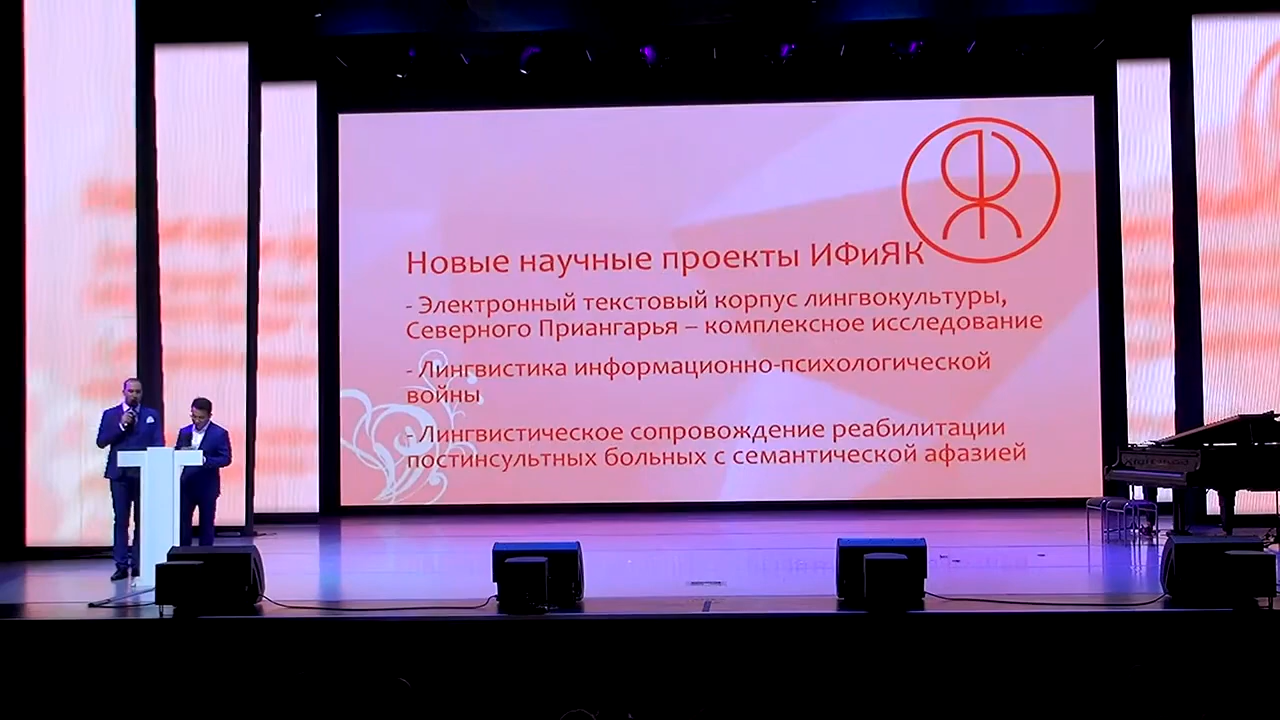 Новые научные проекты ИФиЯК
- Электронный текстовый корпус лингвокультуры,
Северного Приангарья – комплексное исследование
- Лингвистика информационно-психологической
войны
- Лингвистическое сопровождение реабилитации
постинсультных больных с семантической афазией